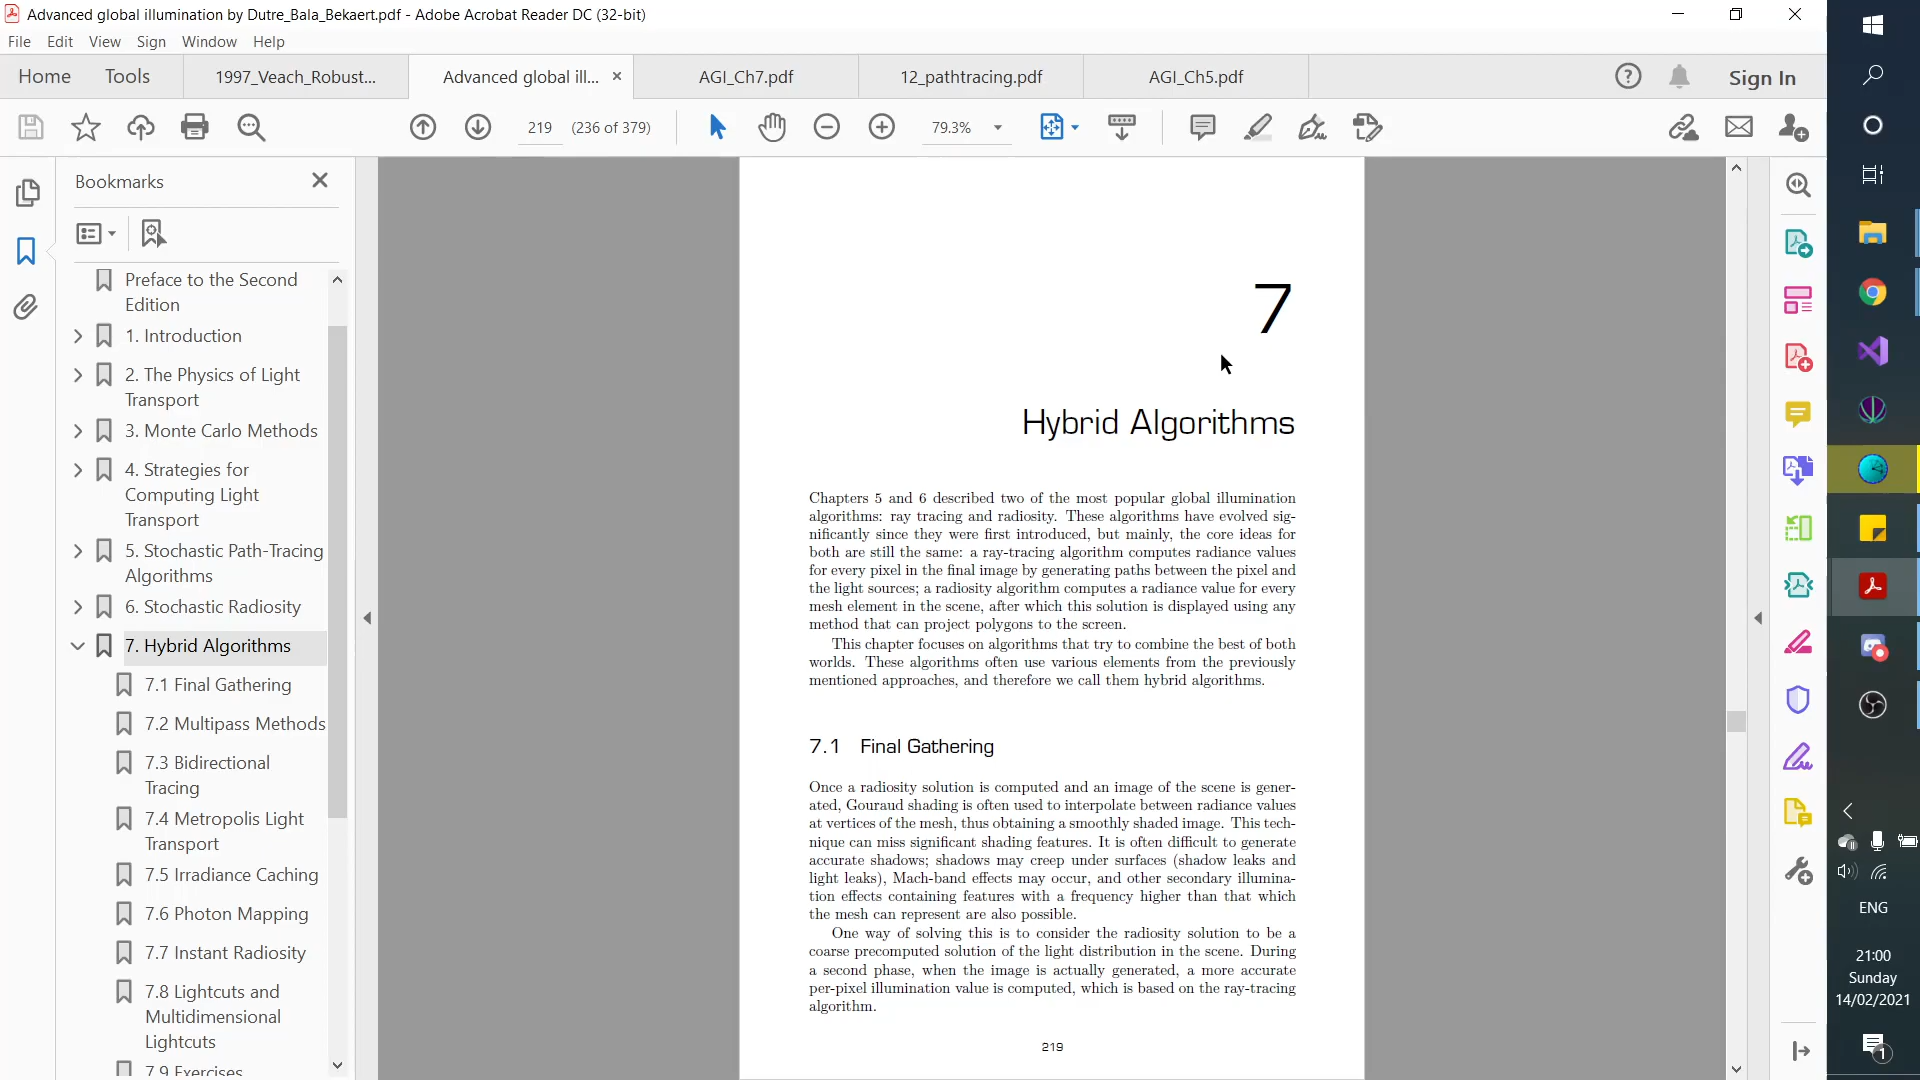 Advanced global illumination by Dutre_Bala_Bekaert.pdf - Adobe Acrobat Reader DC (32-bit)
File Edit View Sign Window Help
Home Tools 1997_Veach_Robust... Advanced global ill... AGI_Ch7.pdf 12_pathtracing.pdf AGI_Ch5.pdf Sign In
219 (236 of 379) 79.3%
Bookmarks
Preface to the Second
Edition
1. Introduction
2. The Physics of Light
Transport
3. Monte Carlo Methods
4. Strategies for
Computing Light
Transport
5. Stochastic Path-Tracing
Algorithms
6. Stochastic Radiosity
7. Hybrid Algorithms
7.1 Final Gathering
7.2 Multipass Methods
7.3 Bidirectional
Tracing
7.4 Metropolis Light
Transport
7.5 Irradiance Caching
7.6 Photon Mapping
7.7 Instant Radiosity
7.8 Lightcuts and
Multidimensional
Lightcuts
7.9 Exercises
7
Hybrid Algorithms
Chapters 5 and 6 described two of the most popular global illumination
algorithms: ray tracing and radiosity. These algorithms have evolved sig-
nificantly since they were first introduced, but mainly, the core ideas for
both are still the same: a ray-tracing algorithm computes radiance values
for every pixel in the final image by generating paths between the pixel and
the light sources; a radiosity algorithm computes a radiance value for every
mesh element in the scene, after which this solution is displayed using any
method that can project polygons to the screen.
This chapter focuses on algorithms that try to combine the best of both
worlds. These algorithms often use various elements from the previously
mentioned approaches, and therefore we call them hybrid algorithms.
7.1 Final Gathering
Once a radiosity solution is computed and an image of the scene is gener-
ated, Gouraud shading is often used to interpolate between radiance values
at vertices of the mesh, thus obtaining a smoothly shaded image. This tech-
nique can miss significant shading features. It is often difficult to generate
accurate shadows; shadows may creep under surfaces (shadow leaks and
light leaks), Mach-band effects may occur, and other secondary illumina-
tion effects containing features with a frequency higher than that which
the mesh can represent are also possible.
One way of solving this is to consider the radiosity solution to be a
coarse precomputed solution of the light distribution in the scene. During
a second phase, when the image is actually generated, a more accurate
per-pixel illumination value is computed, which is based on the ray-tracing
algorithm.
219
ENG
21:00
Sunday
14/02/2021
1